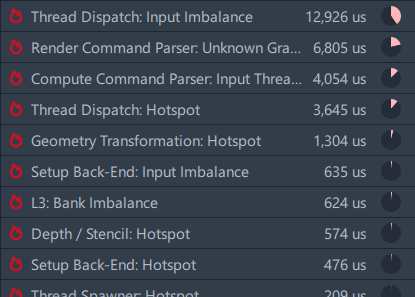 Thread Dispatch: Input Imbalance 12,926 us
Render Command Parser: Unknown Gra... 6,805 us
Compute Command Parser: Input Threa... 4,054 us
Thread Dispatch: Hotspot 3,645 us
Geometry Transformation: Hotspot 1,304 us
Setup Back-End: Input Imbalance 635 us
L3: Bank Imbalance 624 us
Depth / Stencil: Hotspot 574 us
Setup Back-End: Hotspot 476 us
Thread Spawner: Hotspot 209 us